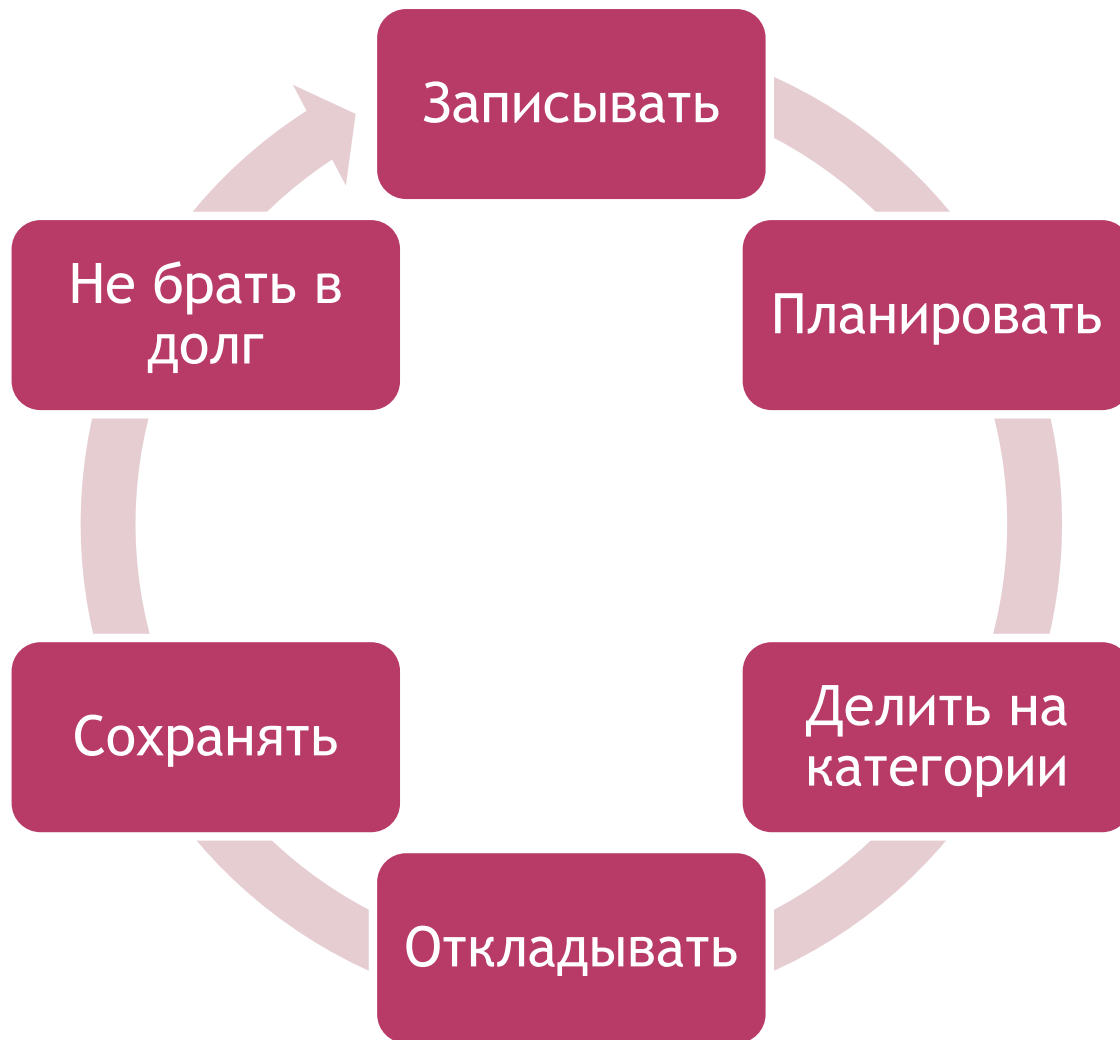 Записывать
Планировать
Делить на
категории
Откладывать
Сохранять
Не брать в
долг